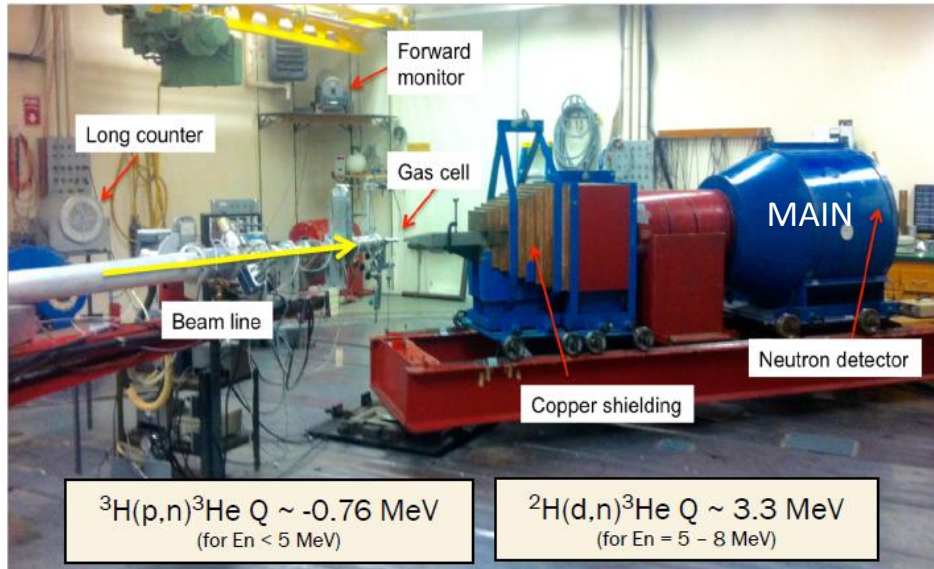 Forward
monitor
Long counter
Gas cell
MAIN
Beam line
Neutron detector
Copper shielding
³H(p,n)³He Q ~ -0.76 MeV
(for En < 5 MeV)
²H(d,n)³He Q ~ 3.3 MeV
(for En = 5 – 8 MeV)